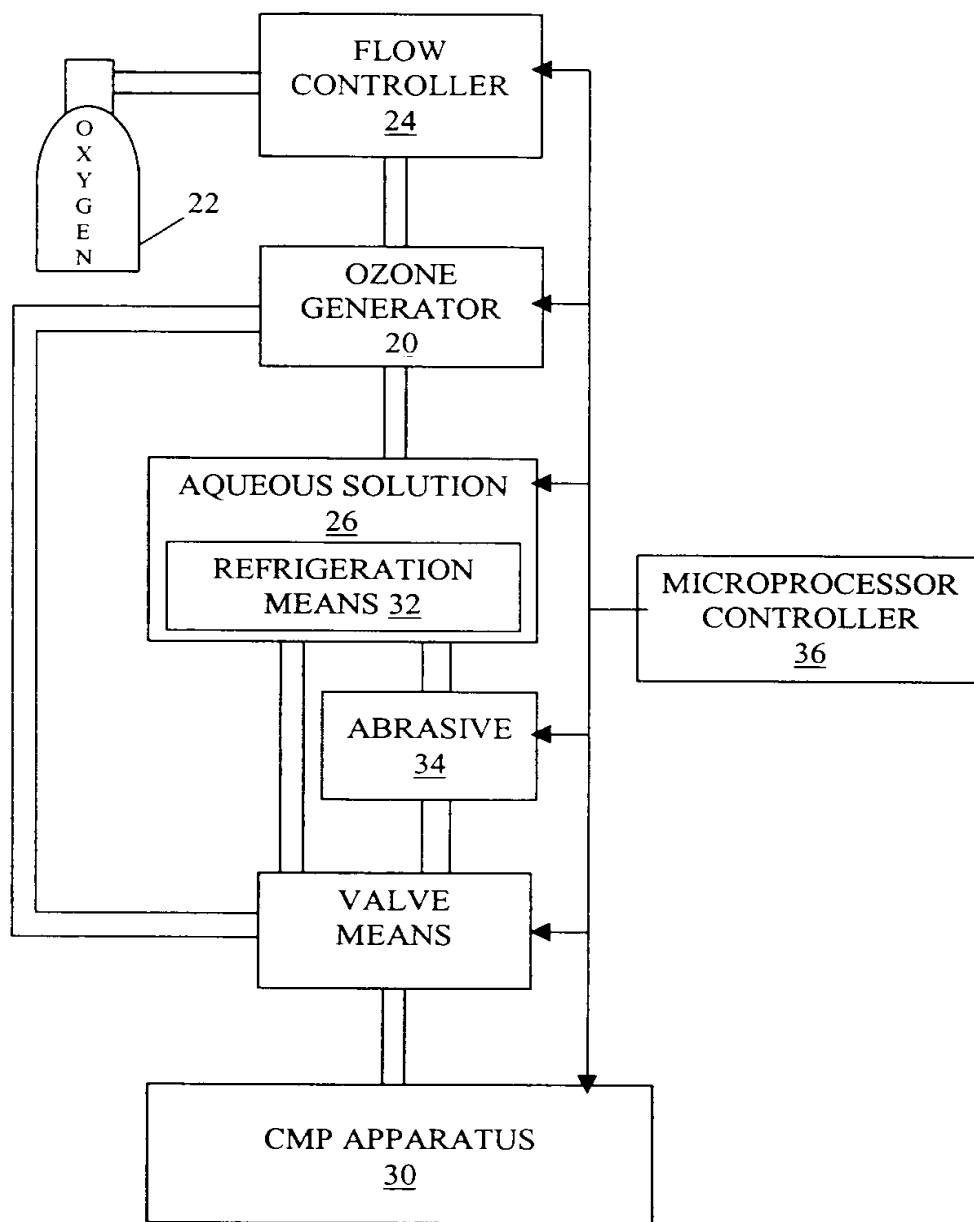 FLOW
CONTROLLER
24
OXYGEN
22
OZONE
GENERATOR
20
AQUEOUS SOLUTION
26
REFRIGERATION
MEANS 32
MICROPROCESSOR
CONTROLLER
36
ABRASIVE
34
VALVE
MEANS
CMP APPARATUS
30